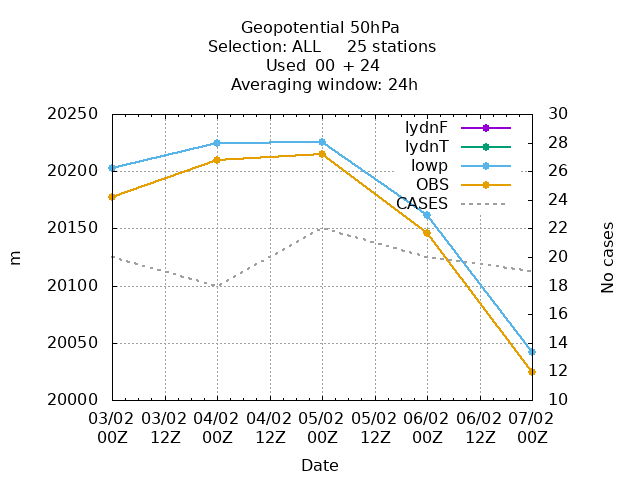 Geopotential 50hPa
Selection: ALL     25 stations
Used  00  + 24
Averaging window: 24h
20250
20200
20150
20100
20050
20000
m
30
28
26
24
22
20
18
16
14
12
10
No cases
lydnF
lydnT
lowp
OBS
CASES
03/02 03/02 04/02 04/02 05/02 05/02 06/02 06/02 07/02
00Z 12Z 00Z 12Z 00Z 12Z 00Z 12Z 00Z
Date